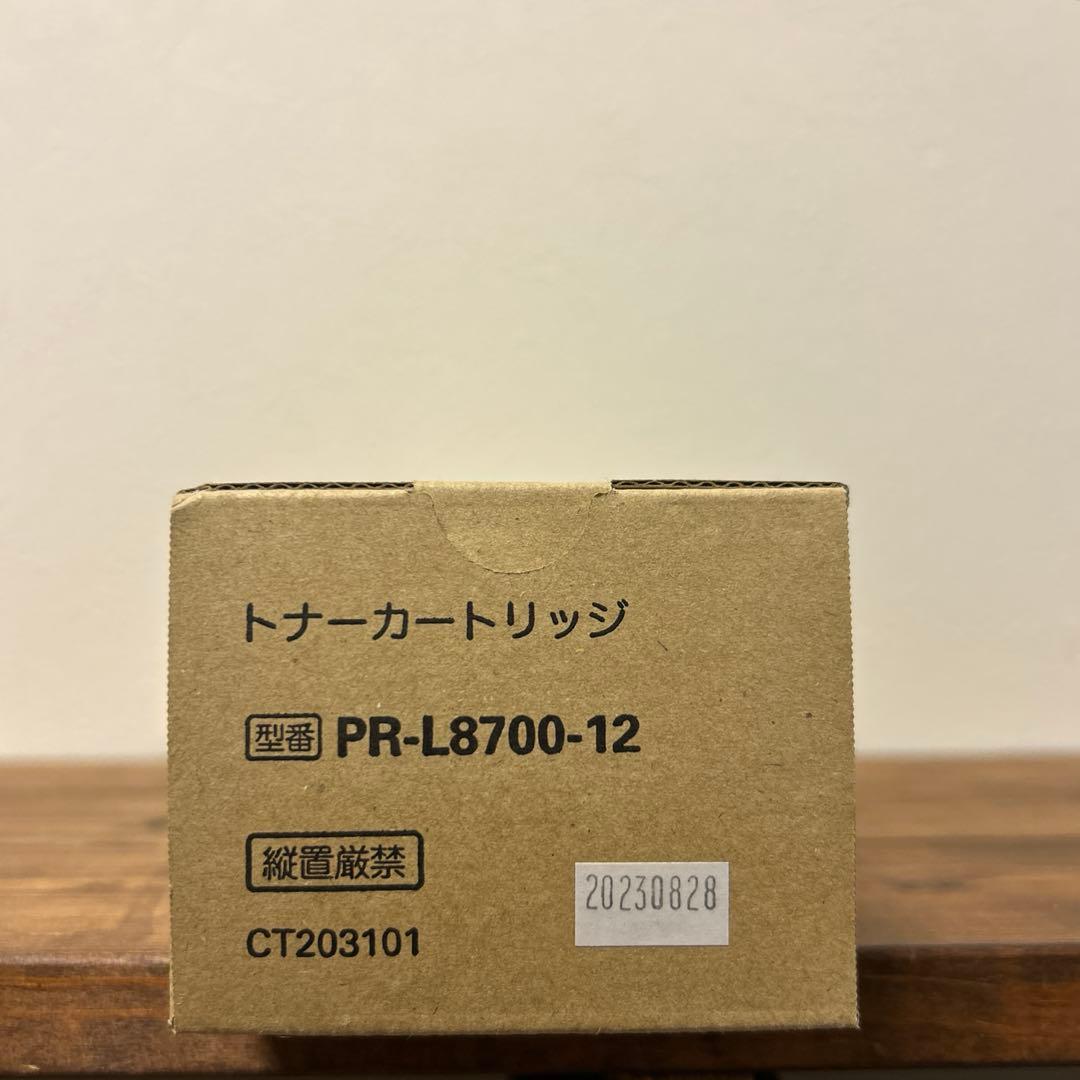 トナーカートリッジ
型番 PR-L8700-12
縦置厳禁
CT203101
20230828